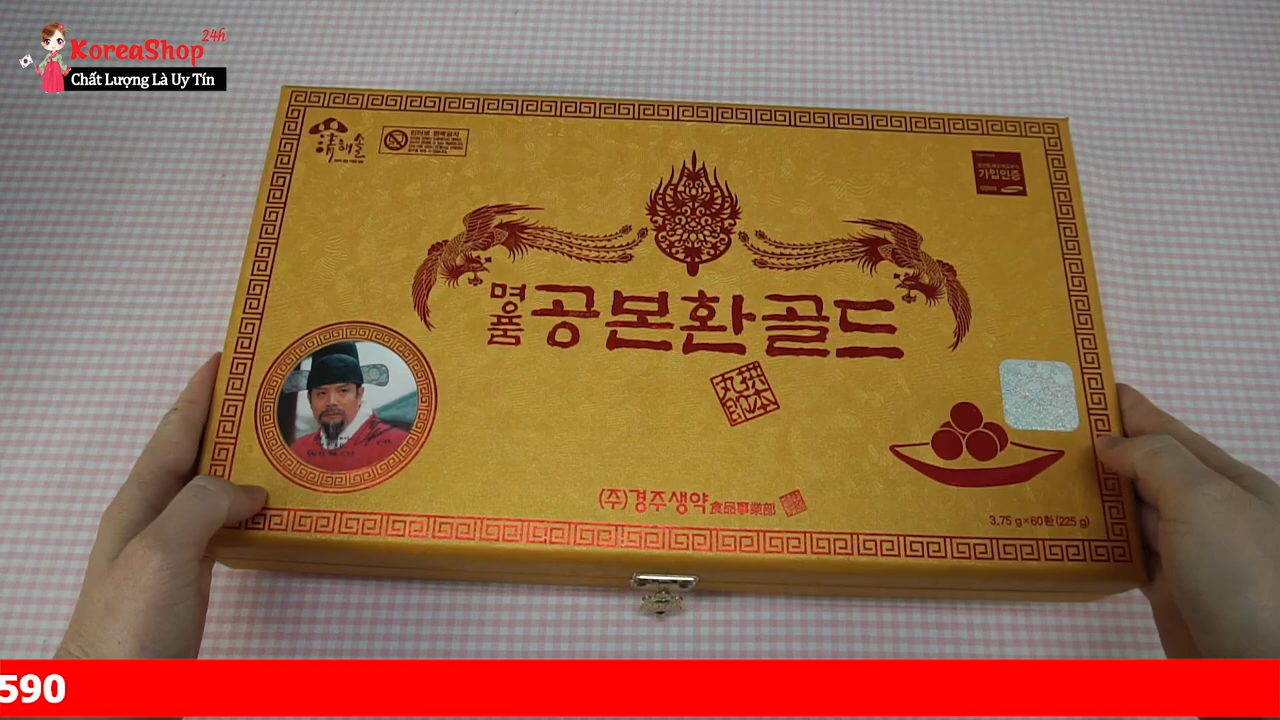 KoreaShop 24h
Chất Lượng Là Uy Tín
가입인증
명품 공본환골드
(주)경주생약 食品事業部
3.75 g×60환(225 g)
590